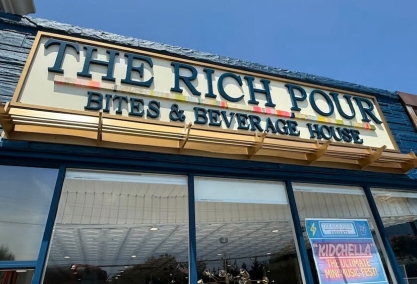 THE RICH POUR
BITES & BEVERAGE HOUSE
"KIDCHELLA"
THE ULTIMATE
MINI MUSIC FEST!